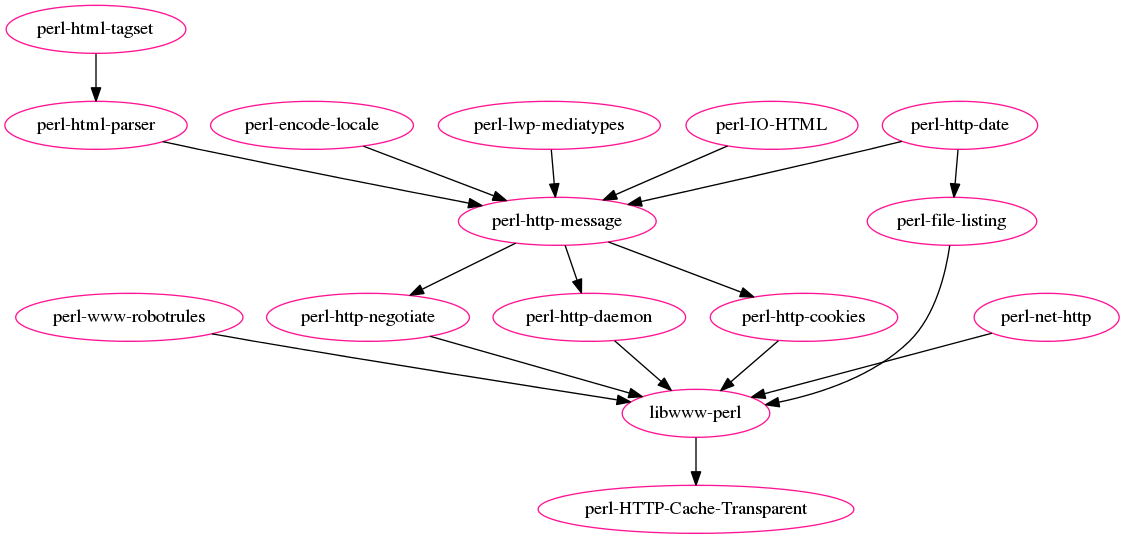 perl-html-tagset
perl-html-parser
perl-encode-locale
perl-lwp-mediatypes
perl-IO-HTML
perl-http-date
perl-http-message
perl-file-listing
perl-www-robotrules
perl-http-negotiate
perl-http-daemon
perl-http-cookies
perl-net-http
libwww-perl
perl-HTTP-Cache-Transparent